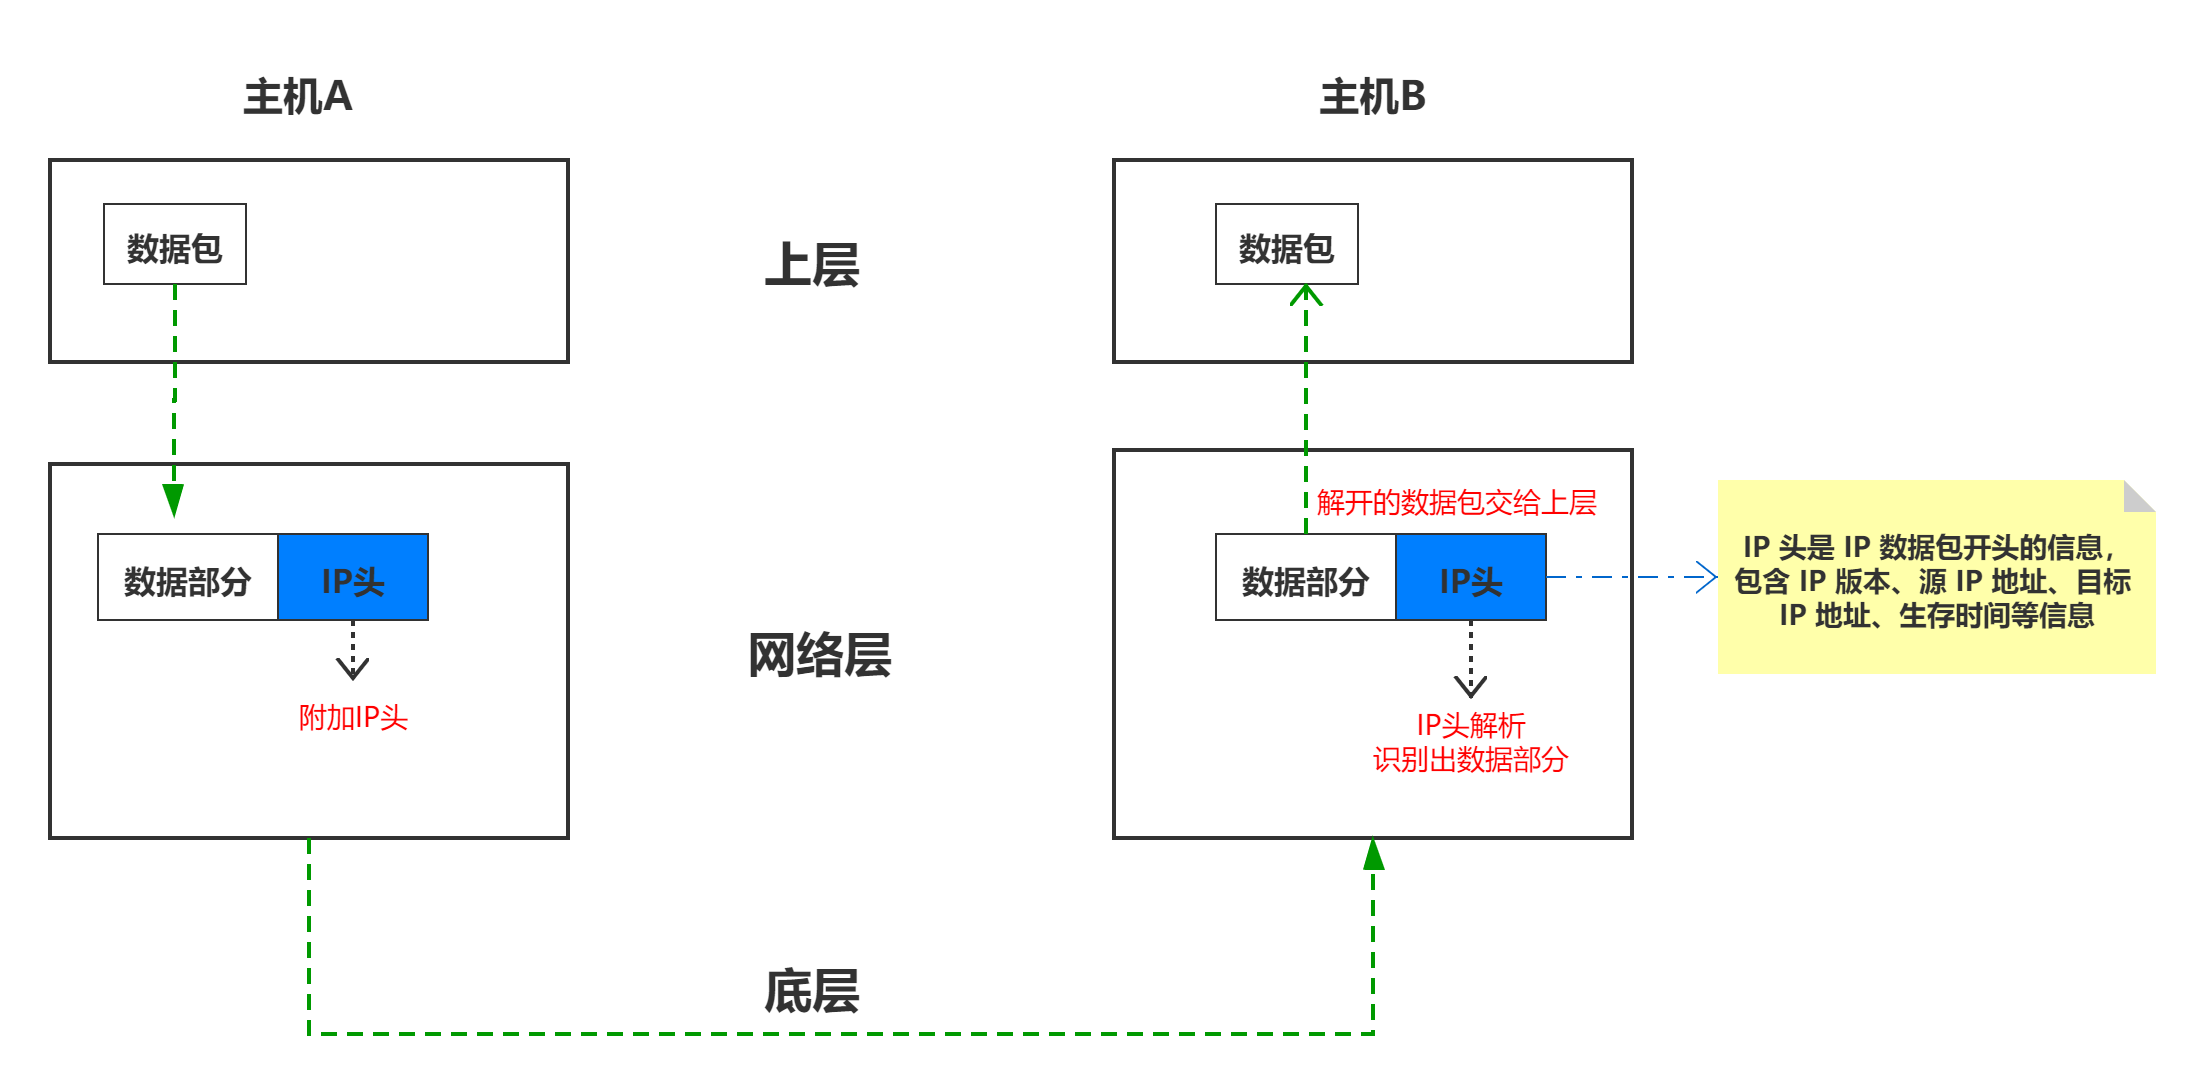 主机A
主机B
数据包
数据包
上层
解开的数据包交给上层
数据部分
IP头
数据部分
IP头
IP 头是 IP 数据包开头的信息，
包含 IP 版本、源 IP 地址、目标
IP 地址、生存时间等信息
网络层
附加IP头
IP头解析
识别出数据部分
底层